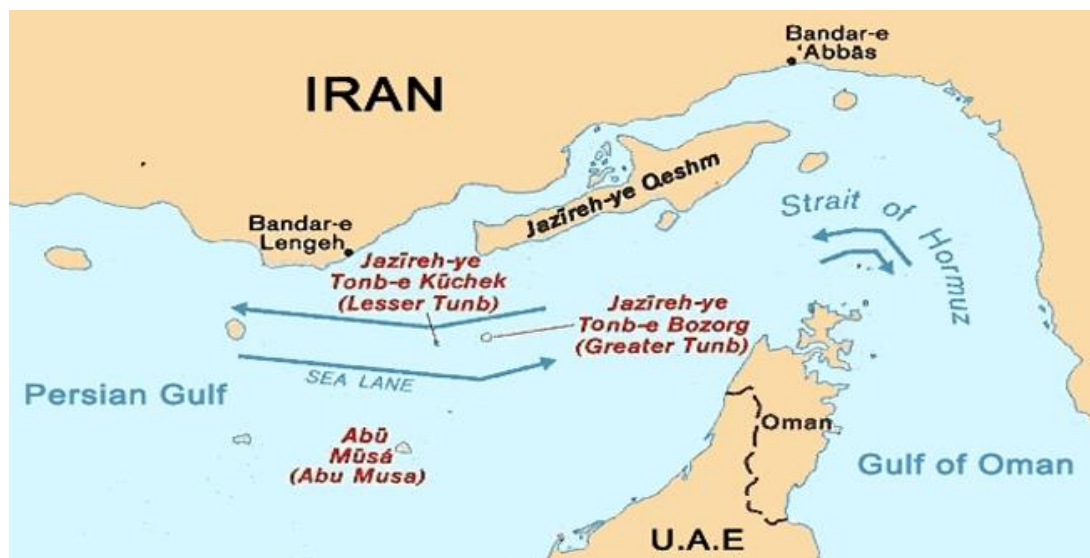 Bandar-e
'Abbās
IRAN
Jazīreh-ye Qeshm
Strait of
Hormuz
Bandar-e
Lengeh
Jazīreh-ye
Tonb-e Kūchek
(Lesser Tunb)
Jazīreh-ye
Tonb-e Bozorg
(Greater Tunb)
SEA LANE
Persian Gulf
Abū
Mūsá
(Abu Musa)
Oman
Gulf of Oman
U.A.E